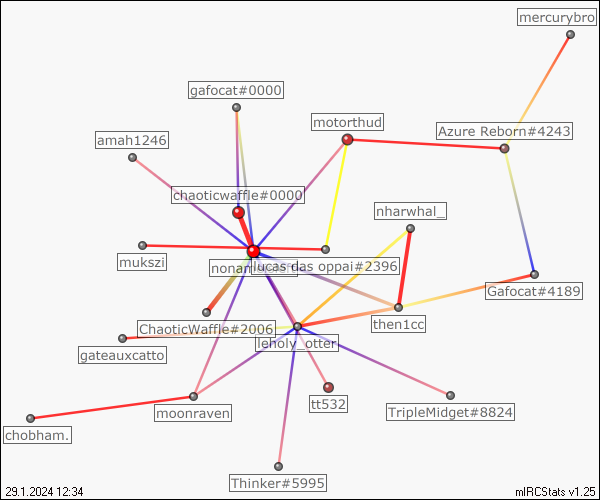 mercurybro
gafocat#0000
motorthud
Azure Reborn#4243
amah1246
chaoticwaffle#0000
nharwhal_
mukszi
lucas das oppai#2396
Gafocat#4189
ChaoticWaffle#2006
then1cc
leholy_otter
gateauxcatto
tt532
moonraven
TripleMidget#8824
chobham.
Thinker#5995
29.1.2024 12:34
mIRCStats v1.25